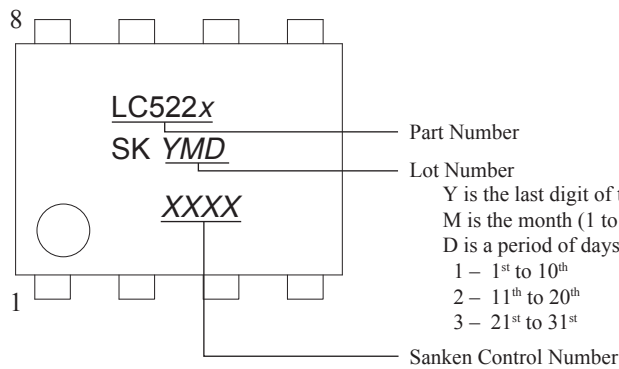 8
LC522x
SK YMD
XXXX
1
Part Number
Lot Number
Y is the last digit of
M is the month (1 to
D is a period of days
1 – 1st to 10th
2 – 11th to 20th
3 – 21st to 31st
Sanken Control Number